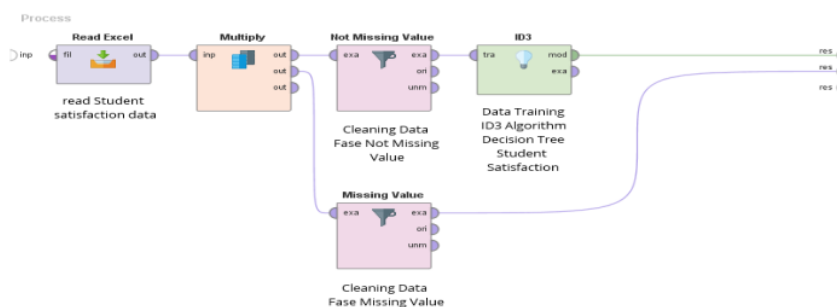 Process
Read Excel
Multiply
Not Missing Value
ID3
inp
fil
out
inp
out
out
out
exa
exa
ori
unm
tra
mod
exa
res
res
res
read Student
satisfaction data
Cleaning Data
Fase Not Missing
Value
Data Training
ID3 Algorithm
Decision Tree
Student
Satisfaction
Missing Value
exa
exa
ori
unm
Cleaning Data
Fase Missing Value